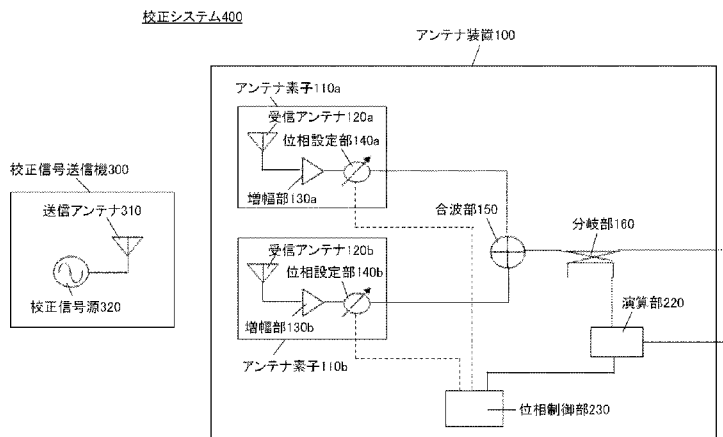 校正システム400
アンテナ装置100
アンテナ素子110a
受信アンテナ120a
位相設定部140a
増幅部130a
校正信号送信機300
送信アンテナ310
校正信号源320
合波部150
分岐部160
受信アンテナ120b
位相設定部140b
増幅部130b
アンテナ素子110b
演算部220
位相制御部230